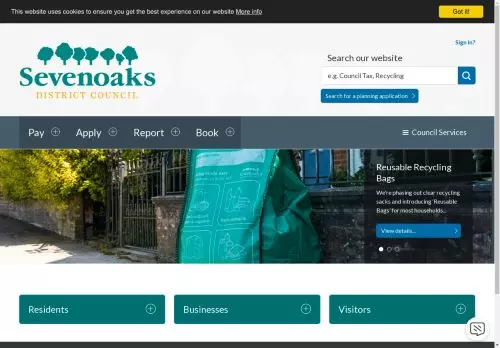 This website uses cookies to ensure you get the best experience on our website More info
Got it!
Sevenoaks
DISTRICT COUNCIL
Sign in?
Search our website
e.g. Council Tax, Recycling
Search for a planning application
Pay
Apply
Report
Book
Council Services
Reusable Recycling
Bags
We're phasing out clear recycling
sacks and introducing 'Reusable
Bags' for most households...
View details...
Residents
Businesses
Visitors